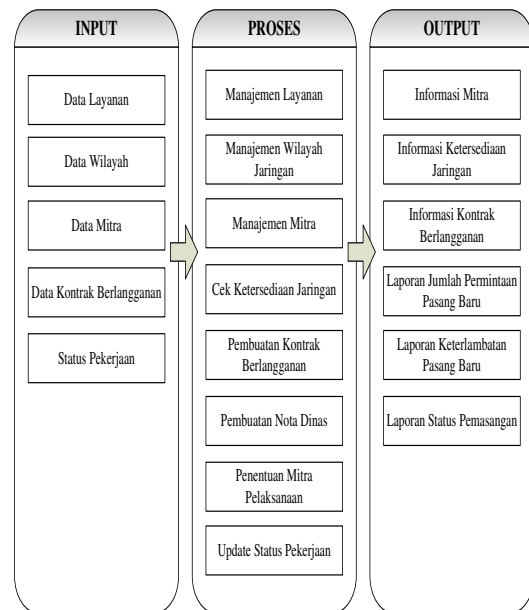 INPUT
Data Layanan
Data Wilayah
Data Mitra
Data Kontrak Berlangganan
Status Pekerjaan
PROSES
Manajemen Layanan
Manajemen Wilayah
Jaringan
Manajemen Mitra
Cek Ketersediaan Jaringan
Pembuatan Kontrak
Berlangganan
Pembuatan Nota Dinas
Penentuan Mitra
Pelaksanaan
Update Status Pekerjaan
OUTPUT
Informasi Mitra
Informasi Ketersediaan
Jaringan
Informasi Kontrak
Berlangganan
Laporan Jumlah Permintaan
Pasang Baru
Laporan Keterlambatan
Pasang Baru
Laporan Status Pemasangan